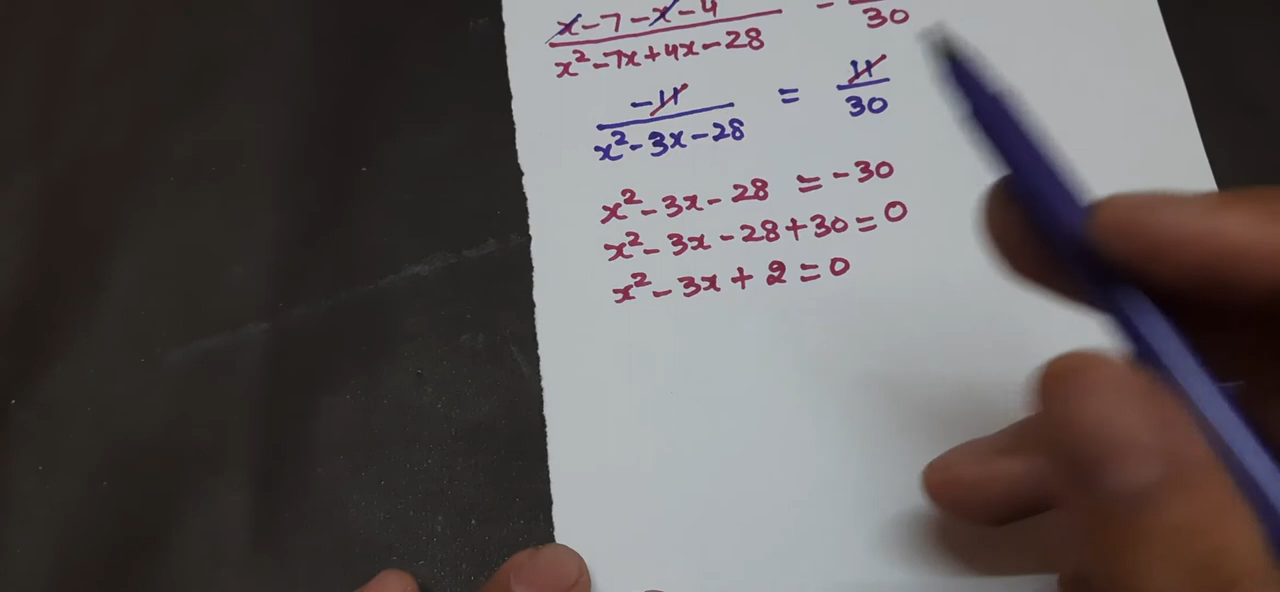 x-7-x-4 / x²-7x+4x-28 = /30
-11 / x²-3x-28 = 11/30
x²-3x-28 = -30
x²-3x-28+30=0
x²-3x+2=0